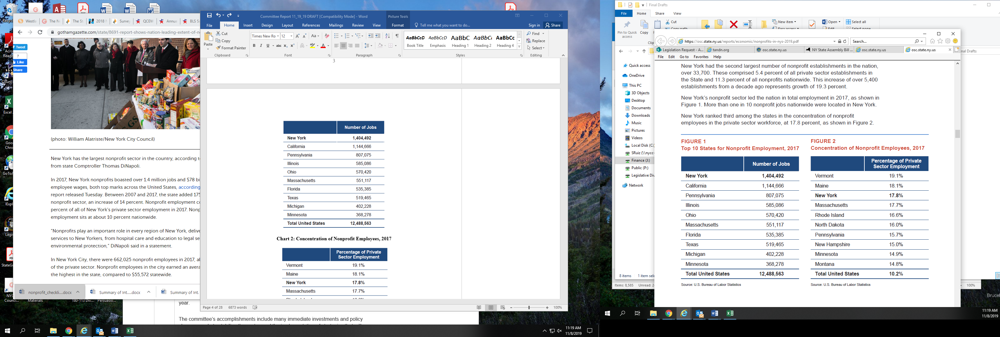 Westla
The N
The St
2018 N
Survey
QCEW
Annua
BLS S
gothamgazette.com/state/8691-report-shows-nation-leading-extent-of-n
Tweet
7
Like
Share
(photo: William Alatriste/New York City Council)
New York has the largest nonprofit sector in the country, according t
from state Comptroller Thomas DiNapoli.
In 2017, New York nonprofits boasted over 1.4 million jobs and $78 bi
employee wages, both top marks across the United States, according
report released Tuesday. Between 2007 and 2017, the state added 175
nonprofit sector, an increase of 14 percent. Nonprofit employment c
percent of all of New York's private sector employment in 2017. Nonp
employment sits at about 10 percent nationwide.
"Nonprofits play an important role in every region of New York, delive
services to New Yorkers, from hospital care and education to legal se
environmental protection," DiNapoli said in a statement.
In New York City, there were 662,025 nonprofit employees in 2017, al
of the private sector. Nonprofit employees in the city earned an avera
the highest in the state, compared to $55,572 statewide.
nonprofit_checkli....docx
Summary of Int.....docx
Summary of Int.
year.
The committee's accomplishments include many immediate investments and policy
Committee Report 11_19_19 DRAFT [Compatibility Mode] - Word
Picture Tools
File Home Insert Design Layout References Mailings Review View Format Tell me what you want to do... Sign in Share
Paste
Cut
Copy
Format Painter
Clipboard
Times New Ro 12
Font
Paragraph
AaBbCcD AaBbCcD AaBbC AaBbCc AaBbCc
Book Title Emphasis Heading 1 Heading 2 Heading 4
Styles
Find
Replace
Select
Editing
3
Number of Jobs
New York 1,404,492
California 1,144,666
Pennsylvania 807,075
Illinois 585,086
Ohio 570,420
Massachusetts 551,117
Florida 535,385
Texas 519,465
Michigan 402,228
Minnesota 368,278
Total United States 12,488,563
Chart 2: Concentration of Nonprofit Employees, 2017
Percentage of Private
Sector Employment
Vermont 19.1%
Maine 18.1%
New York 17.8%
Massachusetts 17.7%
Page 4 of 28 6873 words 100%
11:19 AM
11/8/2019
Final Drafts
File Home Share View
Pin to Quick
access
Copy
Cut
New item
Open
Select all
Quick access
OneDrive
This PC
3D Objects
Desktop
Documents
Downloads
Music
Pictures
Videos
Local Disk (C:)
SRuiz (\\nycc-
Finance (J:)
Public (P:)
Legislative Div
Network
8 items 1 item sele
Items: 8,585 Unread: 2
100%
https://osc.state.ny.us/reports/economic/nonprofits-in-nys-2019.pdf
Search...
Legislation Request - A...
tandn.org
osc.state.ny.us
NY State Assembly Bill ...
osc.state.ny.us
osc.state.ny.us
File Edit Go to Favorites Help
New York had the second largest number of nonprofit establishments in the nation,
over 33,700. These comprised 5.4 percent of all private sector establishments in
the State and 11.3 percent of all nonprofits nationwide. This increase of over 5,400
establishments from a decade ago represents growth of 19.3 percent.
New York's nonprofit sector led the nation in total employment in 2017, as shown in
Figure 1. More than one in 10 nonprofit jobs nationwide were located in New York.
New York ranked third among the states in the concentration of nonprofit
employees in the private sector workforce, at 17.8 percent, as shown in Figure 2.
FIGURE 1
Top 10 States for Nonprofit Employment, 2017
Number of Jobs
New York 1,404,492
California 1,144,666
Pennsylvania 807,075
Illinois 585,086
Ohio 570,420
Massachusetts 551,117
Florida 535,385
Texas 519,465
Michigan 402,228
Minnesota 368,278
Total United States 12,488,563
Source: U.S. Bureau of Labor Statistics
FIGURE 2
Concentration of Nonprofit Employees, 2017
Percentage of Private
Sector Employment
Vermont 19.1%
Maine 18.1%
New York 17.8%
Massachusetts 17.7%
Rhode Island 16.6%
North Dakota 16.0%
Pennsylvania 15.7%
New Hampshire 15.0%
Minnesota 14.9%
Montana 14.8%
Total United States 10.2%
Source: U.S. Bureau of Labor Statistics
11:19 AM
11/8/2019